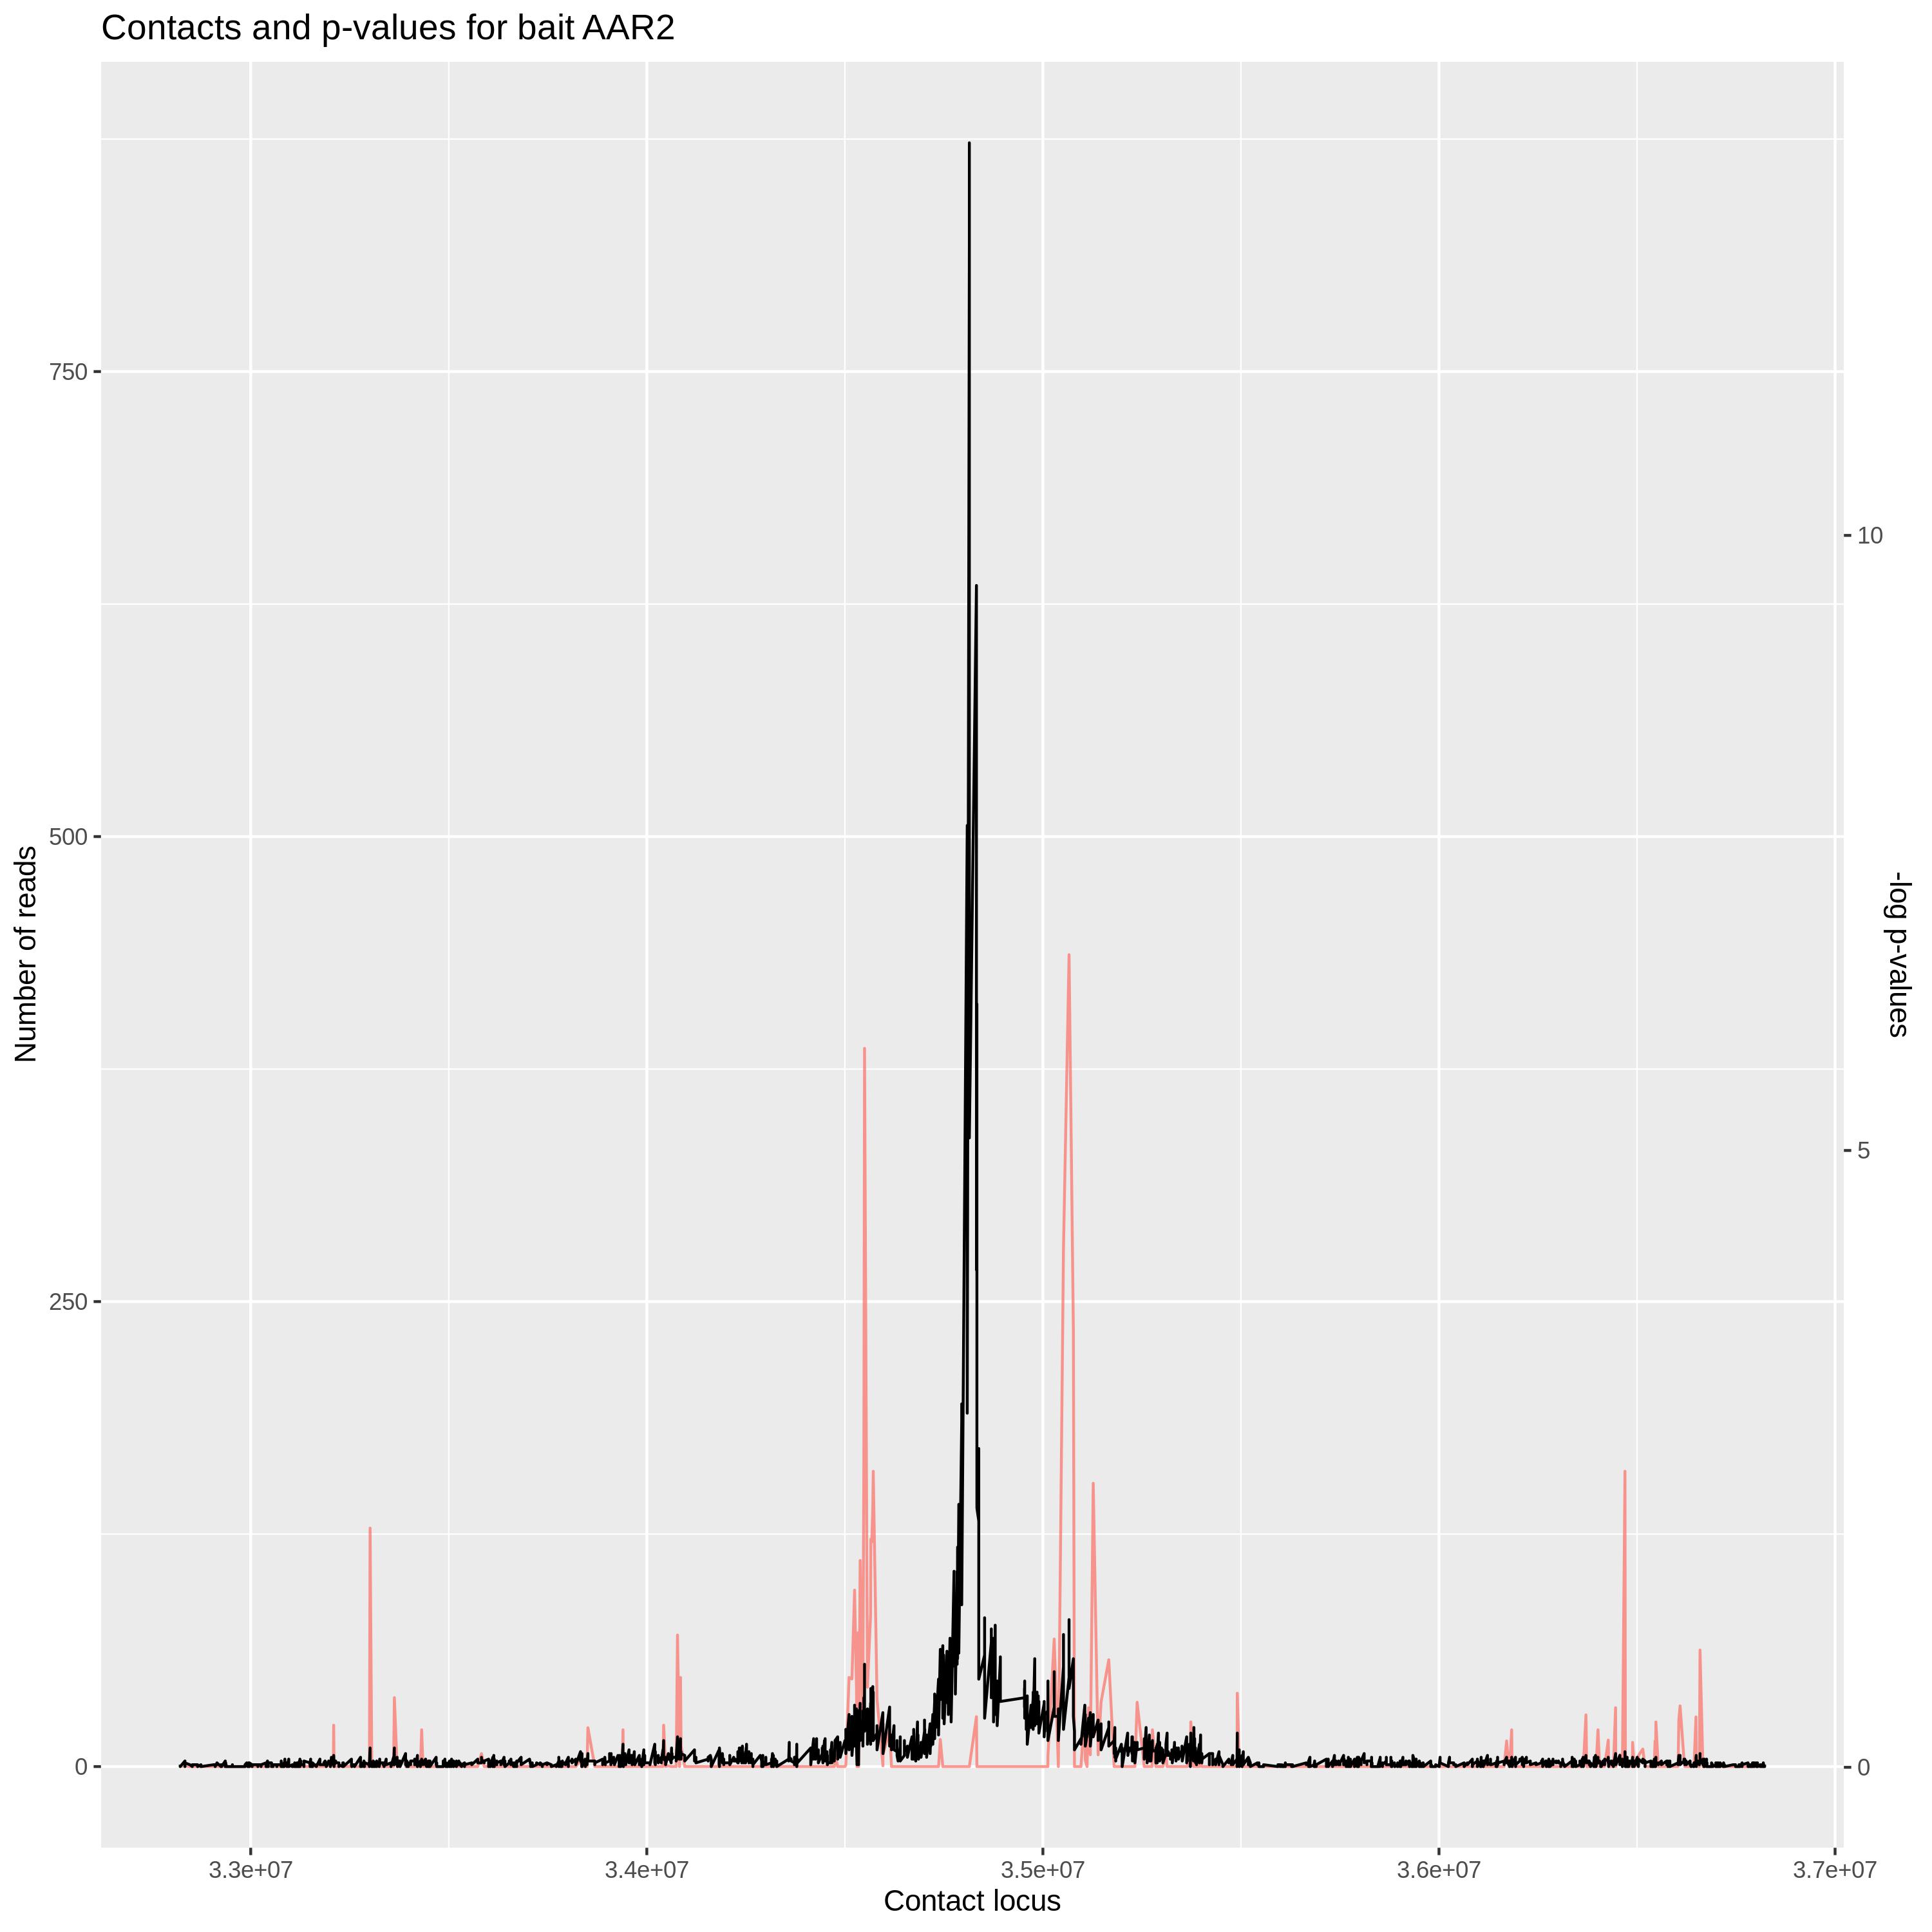 Contacts and p-values for bait AAR2
750
500
250
0
Number of reads
10
5
0
-log p-values
3.3e+07
3.4e+07
3.5e+07
3.6e+07
3.7e+07
Contact locus